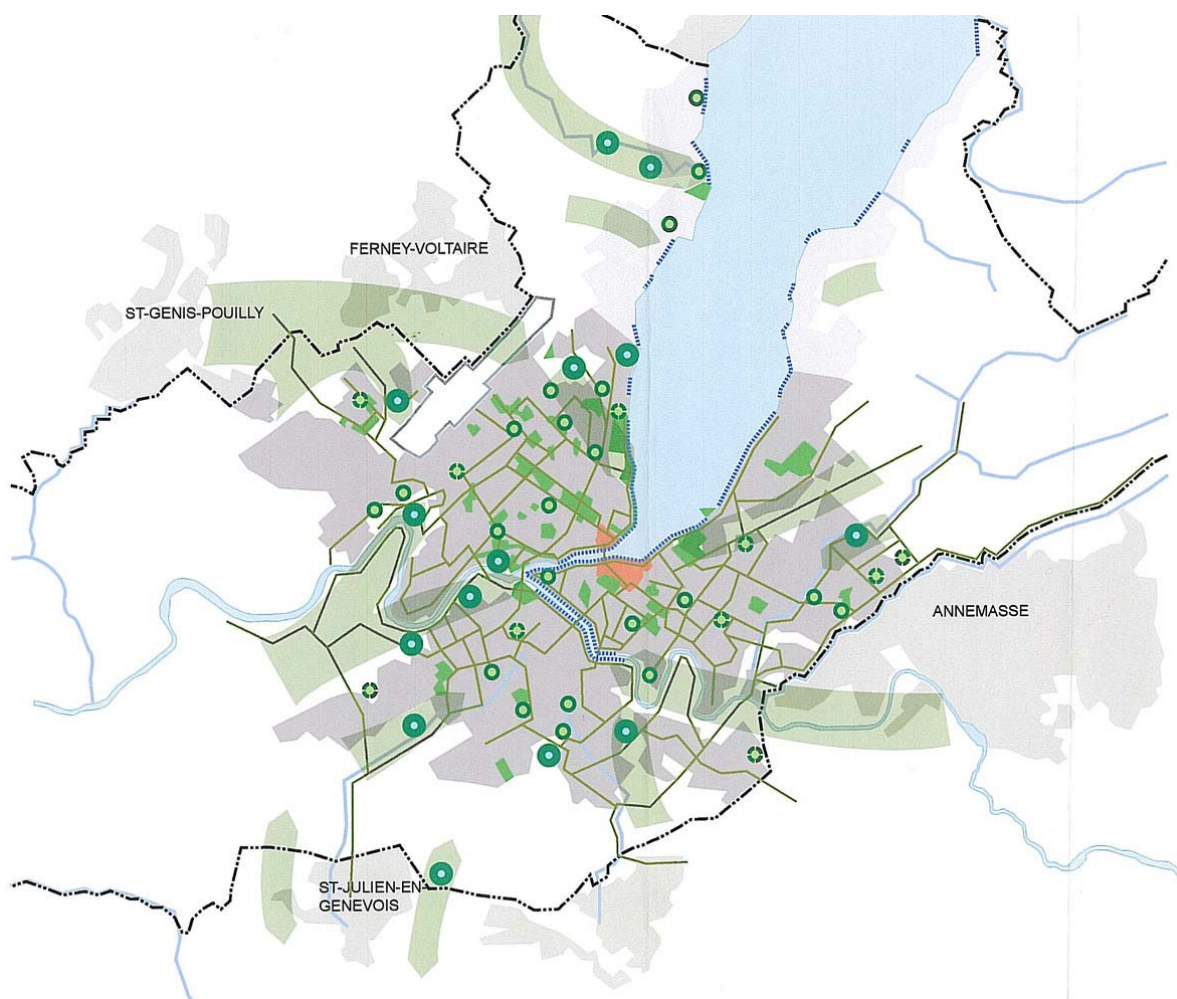 FERNEY-VOLTAIRE
ST-GENIS-POUILLY
ANNEMASSE
ST-JULIEN-EN-
GENEVOIS